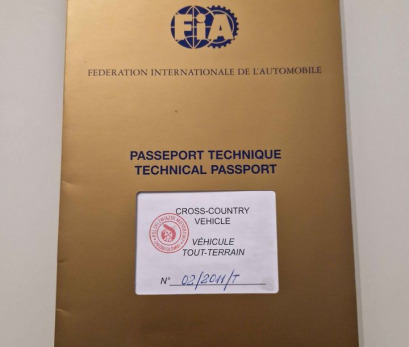 FIA
FEDERATION INTERNATIONALE DE L'AUTOMOBILE
PASSEPORT TECHNIQUE
TECHNICAL PASSPORT
CROSS-COUNTRY
VEHICLE
VÉHICULE
TOUT-TERRAIN
N° 02/2011/T